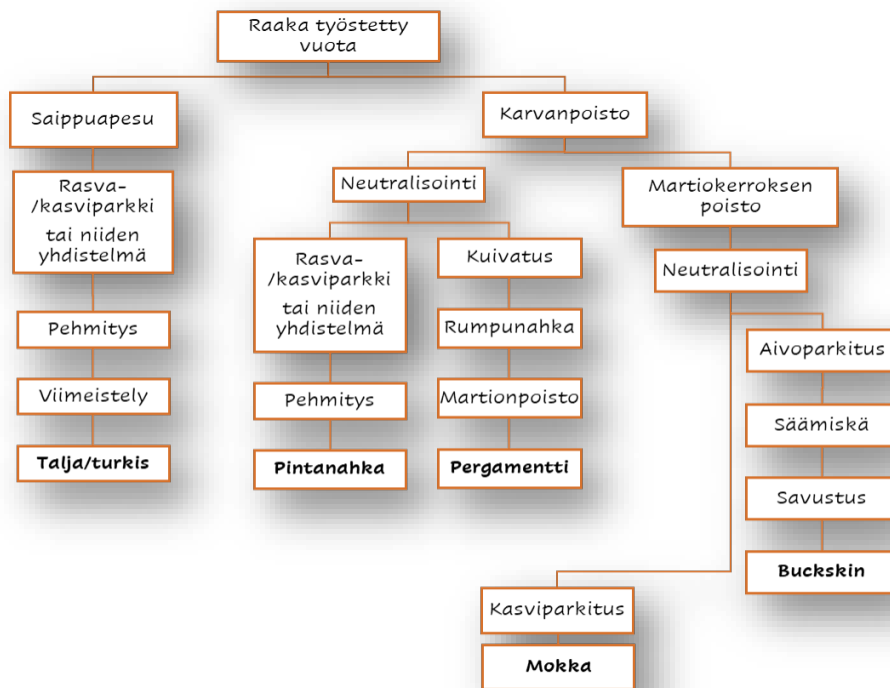 Raaka työstetty
vuota
Saippuapesu
Karvanpoisto
Rasva-
/kasviparkki
tai niiden
yhdistelmä
Neutralisointi
Martiokerroksen
poisto
Rasva-
/kasviparkki
tai niiden
yhdistelmä
Kuivatus
Neutralisointi
Pehmitys
Rumpunahka
Aivoparkitus
Viimeistely
Pehmitys
Martionpoisto
Säämiskä
Talja/turkis
Pintanahka
Pergamentti
Savustus
Buckskin
Kasviparkitus
Mokka